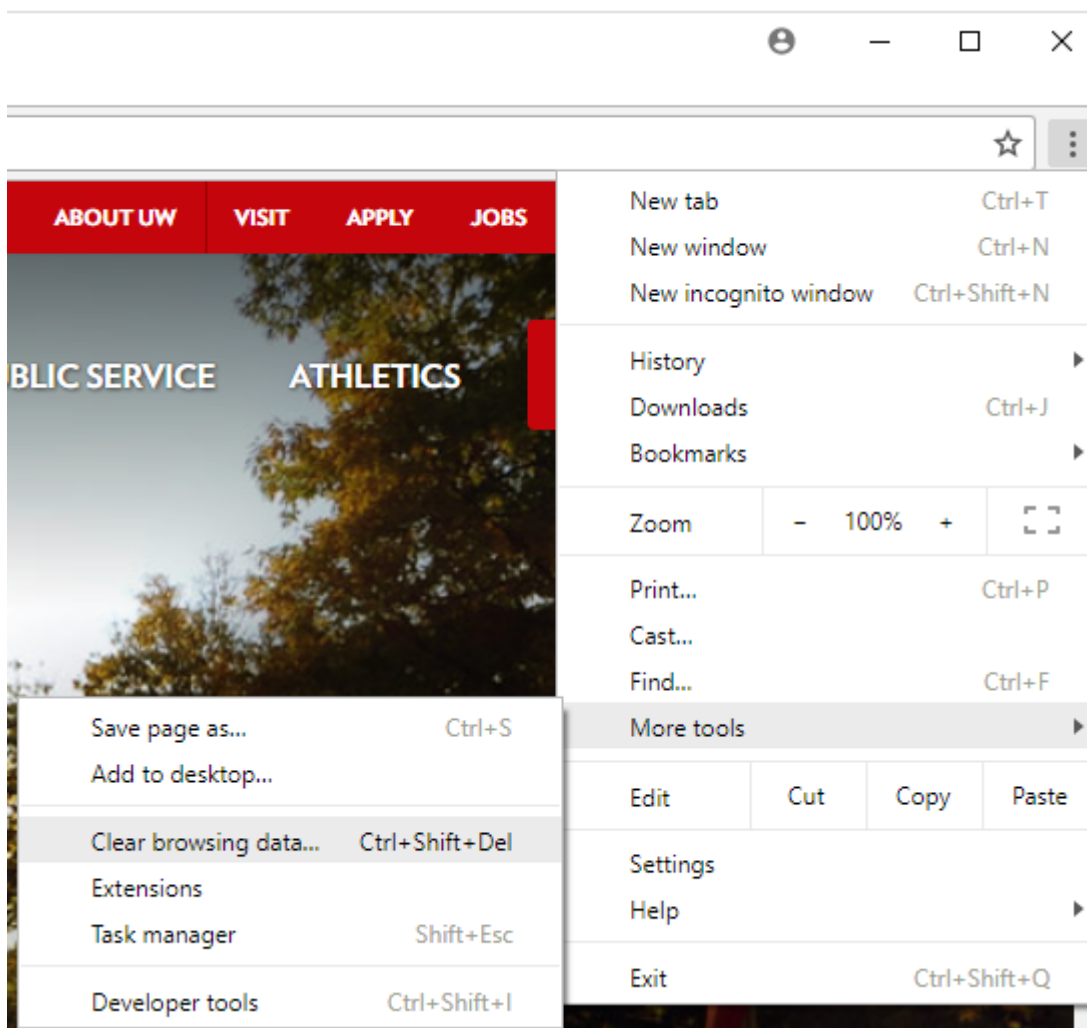 ABOUT UW VISIT APPLY JOBS
BLIC SERVICE ATHLETICS
New tab Ctrl+T
New window Ctrl+N
New incognito window Ctrl+Shift+N
History
Downloads Ctrl+J
Bookmarks
Zoom - 100% +
Print... Ctrl+P
Cast...
Find... Ctrl+F
More tools
Edit Cut Copy Paste
Settings
Help
Exit Ctrl+Shift+Q
Save page as... Ctrl+S
Add to desktop...
Clear browsing data... Ctrl+Shift+Del
Extensions
Task manager Shift+Esc
Developer tools Ctrl+Shift+I